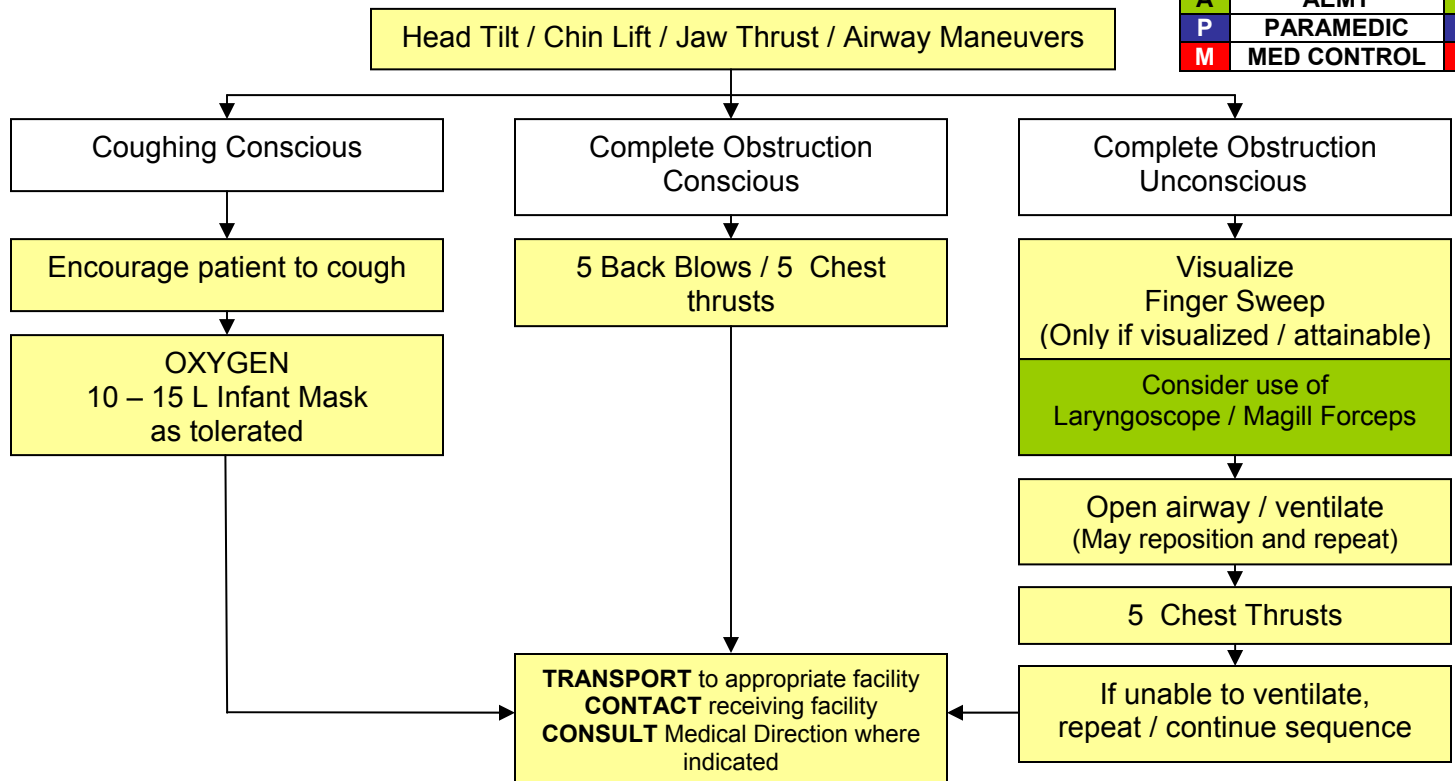 A AEMT
P PARAMEDIC
M MED CONTROL
Head Tilt / Chin Lift / Jaw Thrust / Airway Maneuvers
Coughing Conscious
Encourage patient to cough
OXYGEN
10 – 15 L Infant Mask
as tolerated
Complete Obstruction
Conscious
5 Back Blows / 5 Chest
thrusts
Complete Obstruction
Unconscious
Visualize
Finger Sweep
(Only if visualized / attainable)
Consider use of
Laryngoscope / Magill Forceps
Open airway / ventilate
(May reposition and repeat)
5 Chest Thrusts
If unable to ventilate,
repeat / continue sequence
TRANSPORT to appropriate facility
CONTACT receiving facility
CONSULT Medical Direction where
indicated